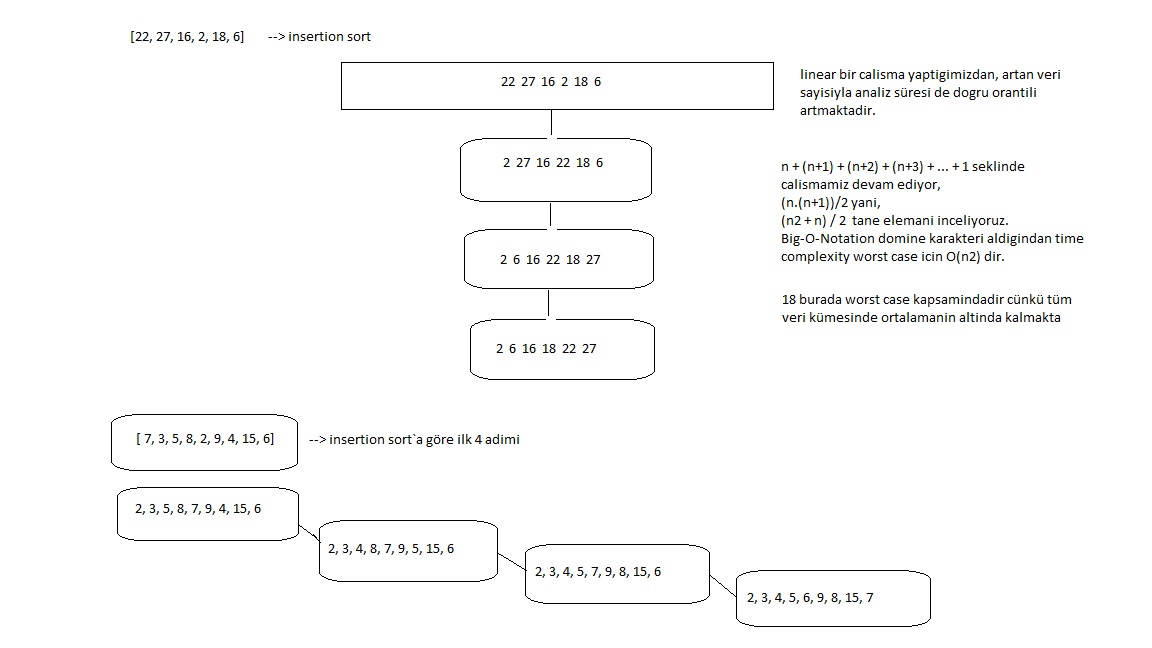 [22, 27, 16, 2, 18, 6] --> insertion sort
22 27 16 2 18 6
linear bir calisma yaptigimizdan, artan veri
sayisiyla analiz süresi de dogru orantili
artmaktadir.
2 27 16 22 18 6
n + (n+1) + (n+2) + (n+3) + ... + 1 seklinde
calismamiz devam ediyor,
(n.(n+1))/2 yani,
(n2 + n) / 2 tane elemani inceliyoruz.
Big-O-Notation domine karakteri aldigindan time
complexity worst case icin O(n2) dir.
2 6 16 22 18 27
18 burada worst case kapsamindadir cünkü tüm
veri kümesinde ortalamanin altinda kalmakta
2 6 16 18 22 27
[ 7, 3, 5, 8, 2, 9, 4, 15, 6] --> insertion sort`a göre ilk 4 adimi
2, 3, 5, 8, 7, 9, 4, 15, 6
2, 3, 4, 8, 7, 9, 5, 15, 6
2, 3, 4, 5, 7, 9, 8, 15, 6
2, 3, 4, 5, 6, 9, 8, 15, 7